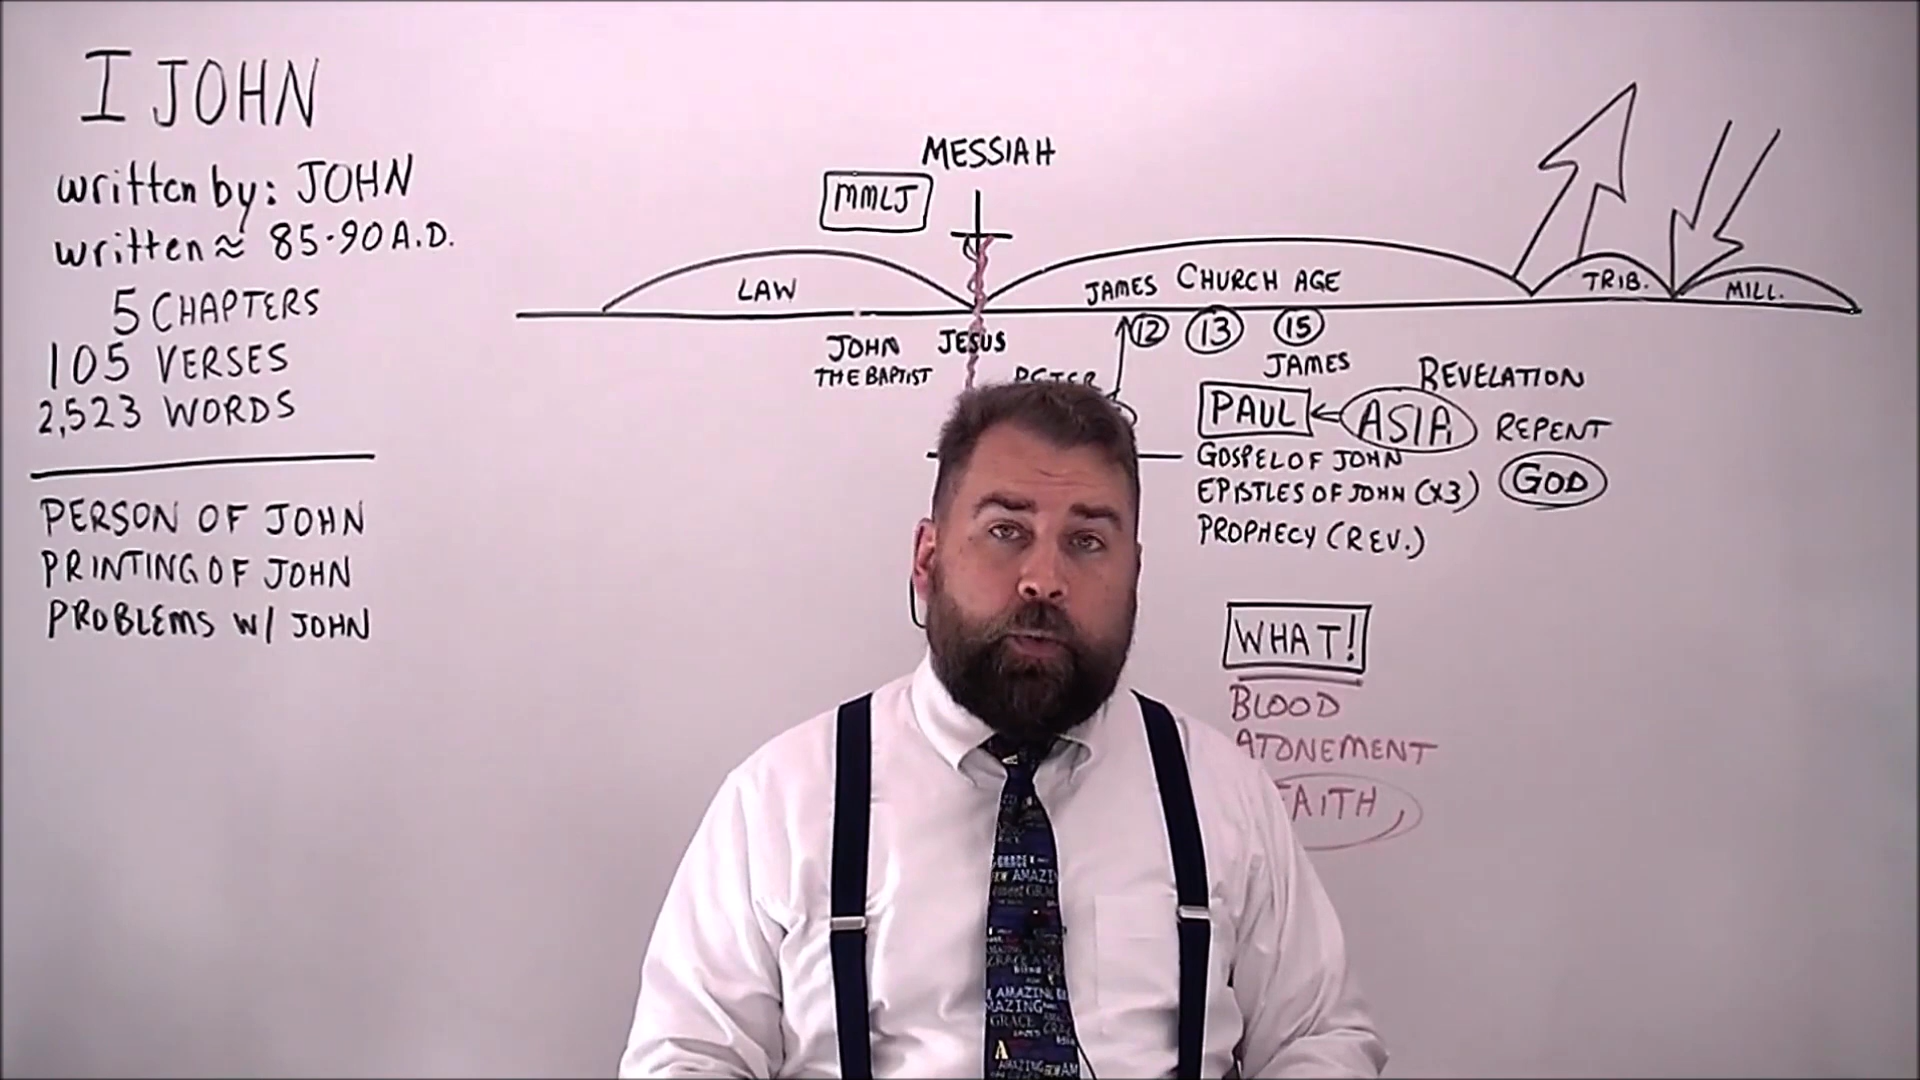 I JOHN
written by: JOHN
written ≈ 85-90 A.D.
5 CHAPTERS
105 VERSES
2,523 WORDS
PERSON OF JOHN
PRINTING OF JOHN
PROBLEMS W/ JOHN
MESSIAH
MMLJ
LAW
JAMES CHURCH AGE
TRIB.
MILL.
JOHN
THE BAPTIST
JESUS
PETER
12 13 15
JAMES
PAUL ← ASIA
REVELATION
REPENT
GOD
GOSPEL OF JOHN
EPISTLES OF JOHN (X3)
PROPHECY (REV.)
WHAT!
BLOOD
ATONEMENT
FAITH
AMAZING
GRACE
AMAZING